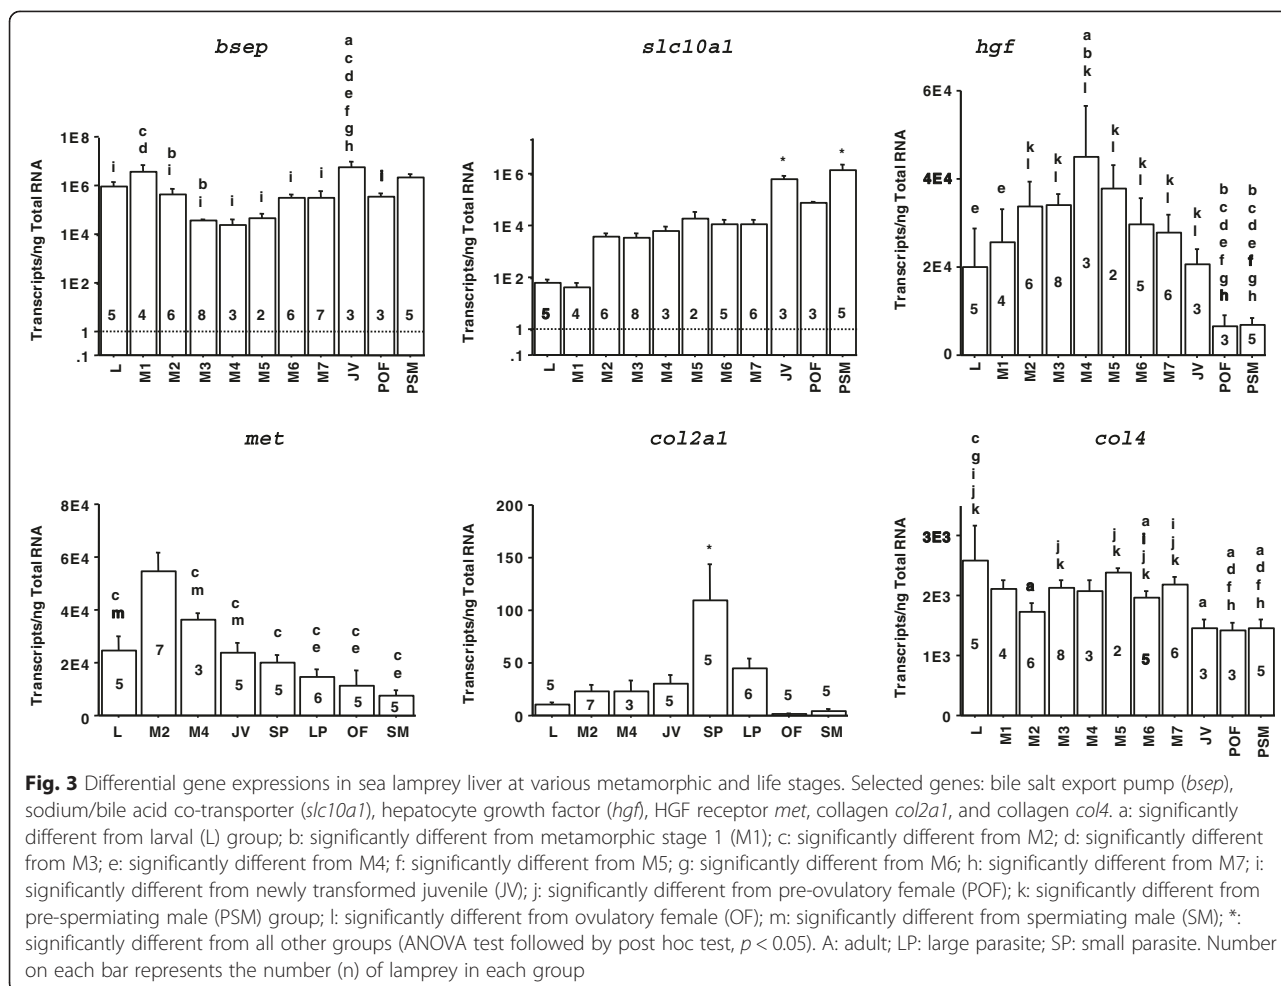 bsep
slc10a1
hgf
Transcripts/ng Total RNA
1E8
1E6
1E4
1E2
1
.1
i
c
d
b
i
b
i
i
i
i
i
a
c
d
e
f
g
h
l
5
4
6
8
3
2
6
7
3
3
5
L
M1
M2
M3
M4
M5
M6
M7
JV
POF
PSM
Transcripts/ng Total RNA
1E6
1E4
1E2
1
.1
*
*
5
4
6
8
3
2
5
6
3
3
5
L
M1
M2
M3
M4
M5
M6
M7
JV
POF
PSM
Transcripts/ng Total RNA
6E4
4E4
2E4
0
e
e
k
l
k
l
a
b
k
l
k
l
k
l
k
l
k
l
b
c
d
e
f
g
h
b
c
d
e
f
g
h
5
4
6
8
3
2
5
6
3
3
5
L
M1
M2
M3
M4
M5
M6
M7
JV
POF
PSM
met
col2a1
col4
Transcripts/ng Total RNA
8E4
6E4
4E4
2E4
0
c
m
c
m
c
m
c
c
e
c
e
c
e
5
7
3
5
5
6
5
5
L
M2
M4
JV
SP
LP
OF
SM
Transcripts/ng Total RNA
200
150
100
50
0
*
5
7
3
5
5
6
5
5
L
M2
M4
JV
SP
LP
OF
SM
Transcripts/ng Total RNA
3E3
2E3
1E3
0
c
g
i
j
k
a
j
k
j
k
a
l
j
k
i
j
k
a
a
d
f
h
a
d
f
h
5
4
6
8
3
2
5
6
3
3
5
L
M1
M2
M3
M4
M5
M6
M7
JV
POF
PSM
Fig. 3 Differential gene expressions in sea lamprey liver at various metamorphic and life stages. Selected genes: bile salt export pump (bsep),
sodium/bile acid co-transporter (slc10a1), hepatocyte growth factor (hgf), HGF receptor met, collagen col2a1, and collagen col4. a: significantly
different from larval (L) group; b: significantly different from metamorphic stage 1 (M1); c: significantly different from M2; d: significantly different
from M3; e: significantly different from M4; f: significantly different from M5; g: significantly different from M6; h: significantly different from M7; i:
significantly different from newly transformed juvenile (JV); j: significantly different from pre-ovulatory female (POF); k: significantly different from
pre-spermiating male (PSM) group; l: significantly different from ovulatory female (OF); m: significantly different from spermiating male (SM); *:
significantly different from all other groups (ANOVA test followed by post hoc test, p < 0.05). A: adult; LP: large parasite; SP: small parasite. Number
on each bar represents the number (n) of lamprey in each group